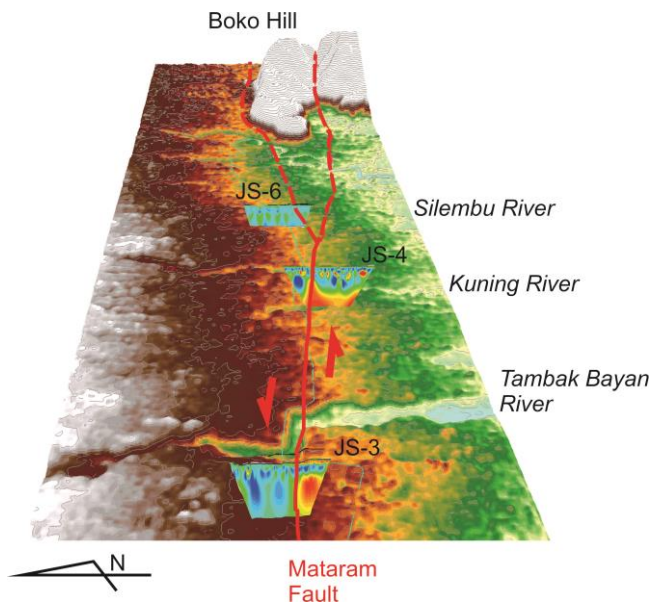 Boko Hill
JS-6
Silembu River
JS-4
Kuning River
Tambak Bayan
River
JS-3
N
Mataram
Fault